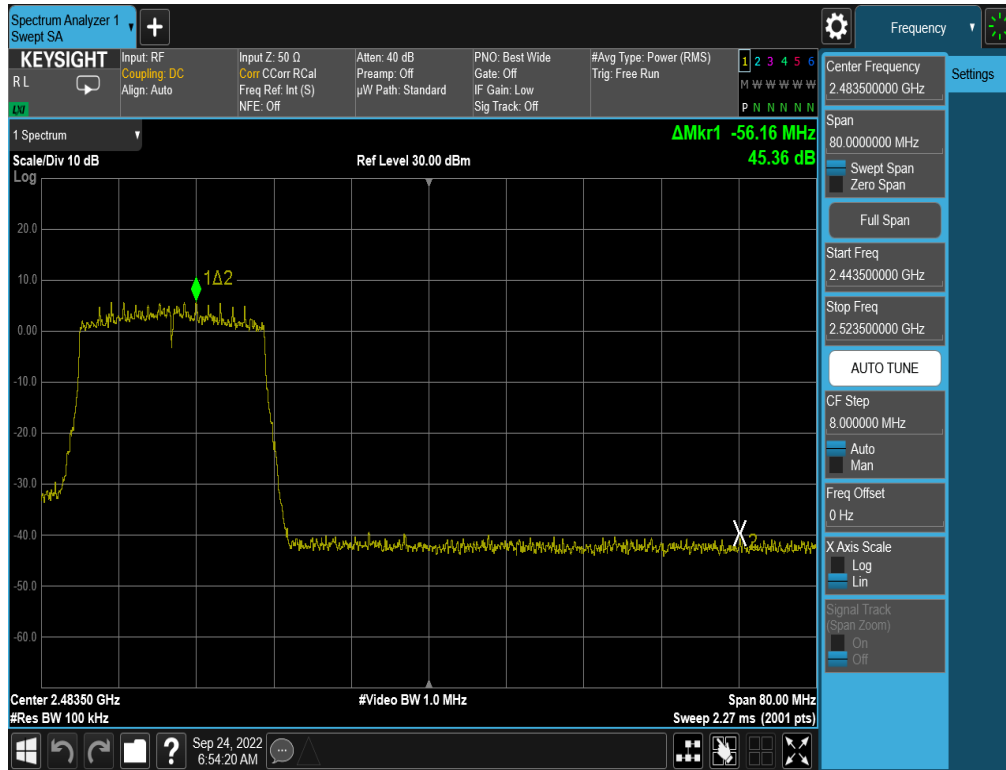 Spectrum Analyzer 1
Swept SA
Frequency
KEYSIGHT
R L
LXI
Input: RF
Coupling: DC
Align: Auto
Input Z: 50 Ω
Corr CCorr RCal
Freq Ref: Int (S)
NFE: Off
Atten: 40 dB
Preamp: Off
µW Path: Standard
PNO: Best Wide
Gate: Off
IF Gain: Low
Sig Track: Off
#Avg Type: Power (RMS)
Trig: Free Run
1 2 3 4 5 6
M W W W W W
P N N N N N
1 Spectrum
Scale/Div 10 dB
Log
Ref Level 30.00 dBm
ΔMkr1 -56.16 MHz
45.36 dB
20.0
10.0
0.00
-10.0
-20.0
-30.0
-40.0
-50.0
-60.0
1Δ2
2
Center 2.48350 GHz
#Res BW 100 kHz
#Video BW 1.0 MHz
Span 80.00 MHz
Sweep 2.27 ms (2001 pts)
Sep 24, 2022
6:54:20 AM
Center Frequency
2.483500000 GHz
Settings
Span
80.0000000 MHz
Swept Span
Zero Span
Full Span
Start Freq
2.443500000 GHz
Stop Freq
2.523500000 GHz
AUTO TUNE
CF Step
8.000000 MHz
Auto
Man
Freq Offset
0 Hz
X Axis Scale
Log
Lin
Signal Track
(Span Zoom)
On
Off